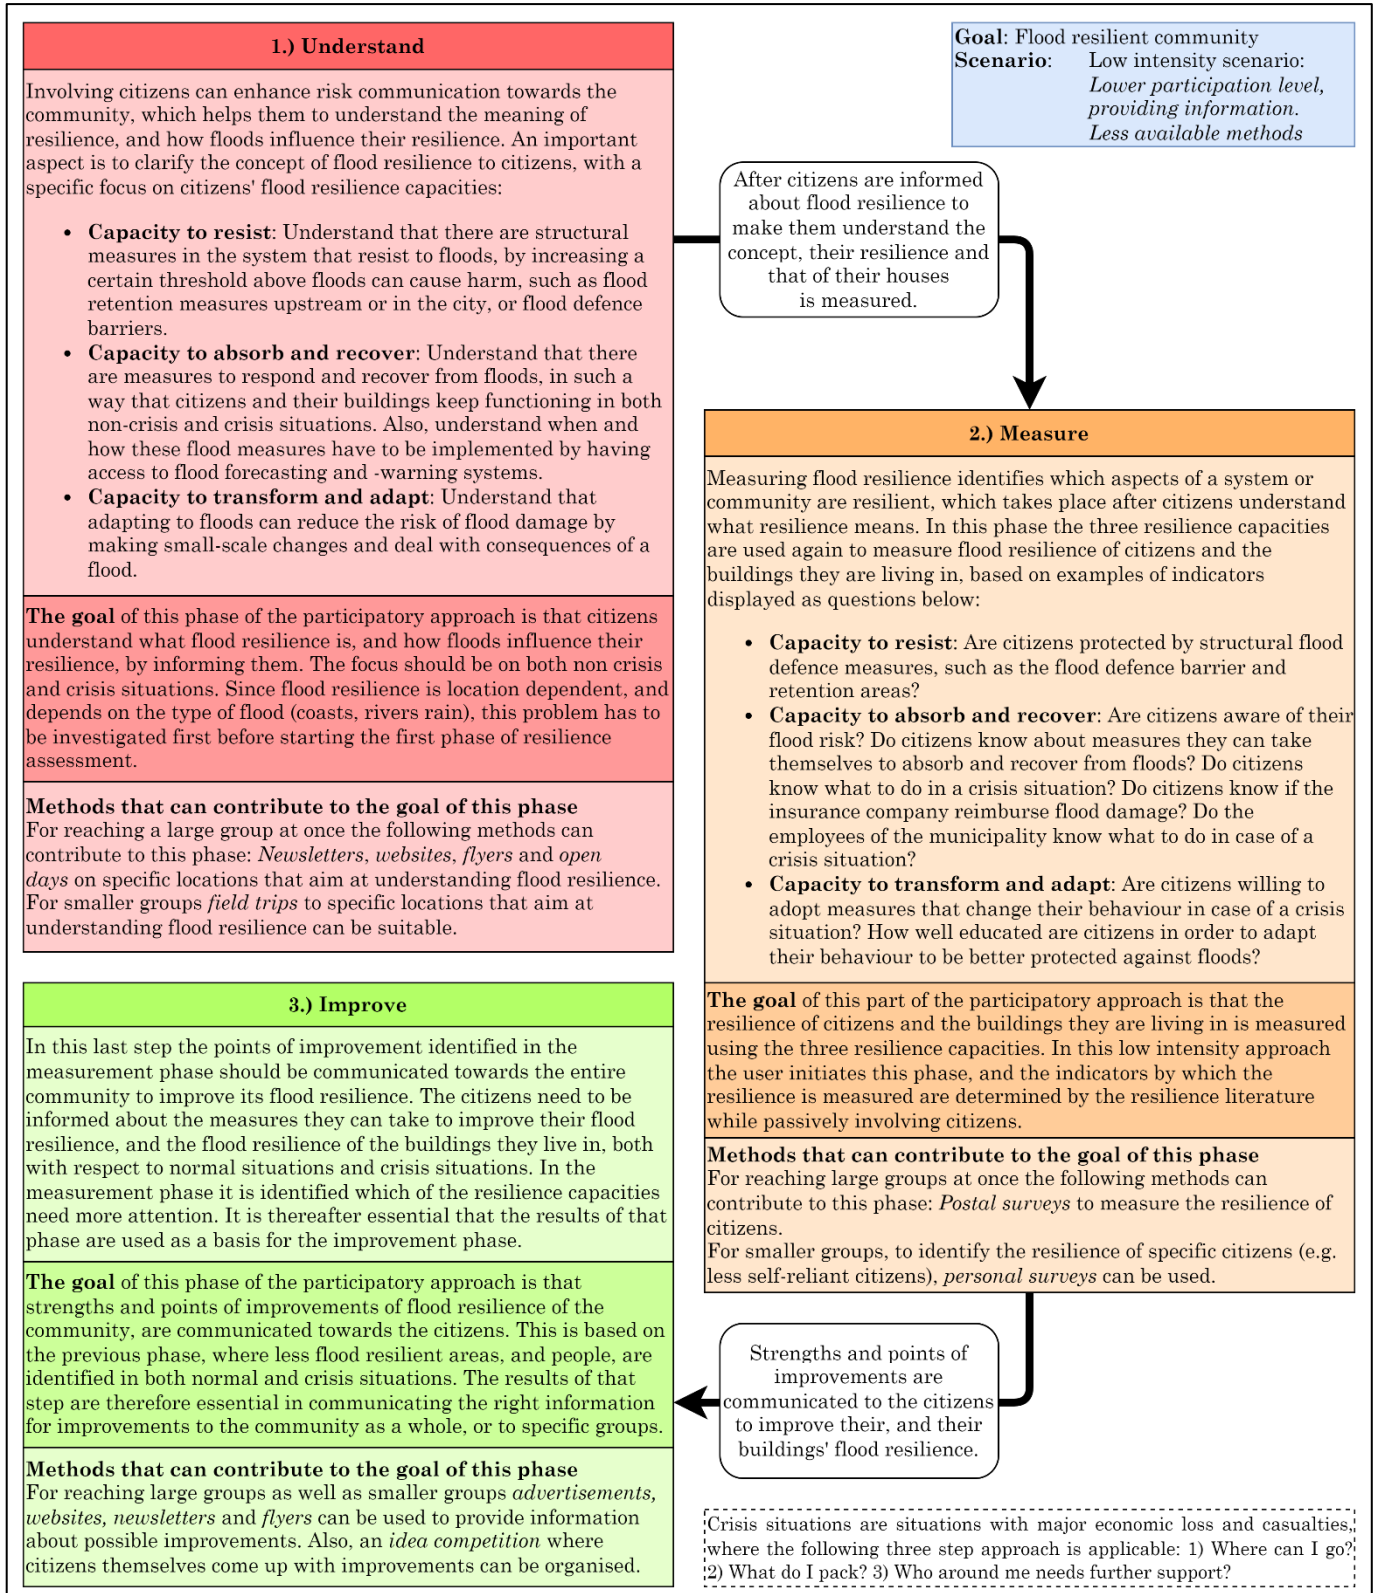 1.) Understand
Involving citizens can enhance risk communication towards the
community, which helps them to understand the meaning of
resilience, and how floods influence their resilience. An important
aspect is to clarify the concept of flood resilience to citizens, with a
specific focus on citizens' flood resilience capacities:
• Capacity to resist: Understand that there are structural
measures in the system that resist to floods, by increasing a
certain threshold above floods can cause harm, such as flood
retention measures upstream or in the city, or flood defence
barriers.
• Capacity to absorb and recover: Understand that there
are measures to respond and recover from floods, in such a
way that citizens and their buildings keep functioning in both
non-crisis and crisis situations. Also, understand when and
how these flood measures have to be implemented by having
access to flood forecasting and -warning systems.
• Capacity to transform and adapt: Understand that
adapting to floods can reduce the risk of flood damage by
making small-scale changes and deal with consequences of a
flood.
The goal of this phase of the participatory approach is that citizens
understand what flood resilience is, and how floods influence their
resilience, by informing them. The focus should be on both non crisis
and crisis situations. Since flood resilience is location dependent, and
depends on the type of flood (coasts, rivers rain), this problem has to
be investigated first before starting the first phase of resilience
assessment.
Methods that can contribute to the goal of this phase
For reaching a large group at once the following methods can
contribute to this phase: Newsletters, websites, flyers and open
days on specific locations that aim at understanding flood resilience.
For smaller groups field trips to specific locations that aim at
understanding flood resilience can be suitable.
Goal: Flood resilient community
Scenario: Low intensity scenario:
Lower participation level,
providing information.
Less available methods
After citizens are informed
about flood resilience to
make them understand the
concept, their resilience and
that of their houses
is measured.
2.) Measure
Measuring flood resilience identifies which aspects of a system or
community are resilient, which takes place after citizens understand
what resilience means. In this phase the three resilience capacities
are used again to measure flood resilience of citizens and the
buildings they are living in, based on examples of indicators
displayed as questions below:
• Capacity to resist: Are citizens protected by structural flood
defence measures, such as the flood defence barrier and
retention areas?
• Capacity to absorb and recover: Are citizens aware of their
flood risk? Do citizens know about measures they can take
themselves to absorb and recover from floods? Do citizens
know what to do in a crisis situation? Do citizens know if the
insurance company reimburse flood damage? Do the
employees of the municipality know what to do in case of a
crisis situation?
• Capacity to transform and adapt: Are citizens willing to
adopt measures that change their behaviour in case of a crisis
situation? How well educated are citizens in order to adapt
their behaviour to be better protected against floods?
The goal of this part of the participatory approach is that the
resilience of citizens and the buildings they are living in is measured
using the three resilience capacities. In this low intensity approach
the user initiates this phase, and the indicators by which the
resilience is measured are determined by the resilience literature
while passively involving citizens.
Methods that can contribute to the goal of this phase
For reaching large groups at once the following methods can
contribute to this phase: Postal surveys to measure the resilience of
citizens.
For smaller groups, to identify the resilience of specific citizens (e.g.
less self-reliant citizens), personal surveys can be used.
Strengths and points of
improvements are
communicated to the citizens
to improve their, and their
buildings' flood resilience.
3.) Improve
In this last step the points of improvement identified in the
measurement phase should be communicated towards the entire
community to improve its flood resilience. The citizens need to be
informed about the measures they can take to improve their flood
resilience, and the flood resilience of the buildings they live in, both
with respect to normal situations and crisis situations. In the
measurement phase it is identified which of the resilience capacities
need more attention. It is thereafter essential that the results of that
phase are used as a basis for the improvement phase.
The goal of this phase of the participatory approach is that
strengths and points of improvements of flood resilience of the
community, are communicated towards the citizens. This is based on
the previous phase, where less flood resilient areas, and people, are
identified in both normal and crisis situations. The results of that
step are therefore essential in communicating the right information
for improvements to the community as a whole, or to specific groups.
Methods that can contribute to the goal of this phase
For reaching large groups as well as smaller groups advertisements,
websites, newsletters and flyers can be used to provide information
about possible improvements. Also, an idea competition where
citizens themselves come up with improvements can be organised.
Crisis situations are situations with major economic loss and casualties,
where the following three step approach is applicable: 1) Where can I go?
2) What do I pack? 3) Who around me needs further support?